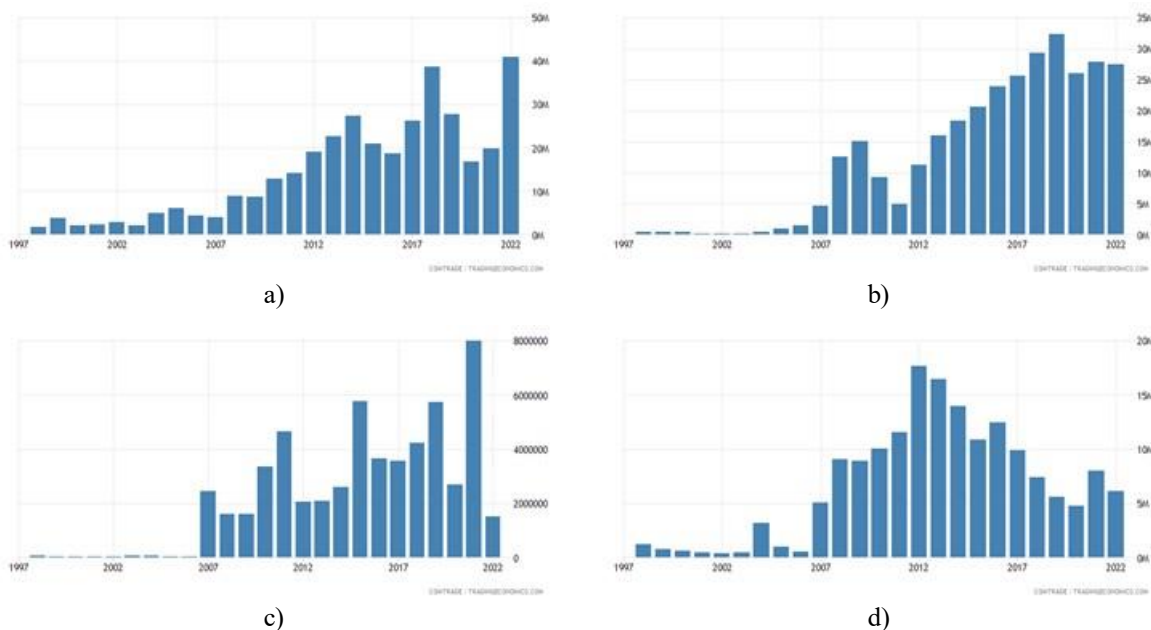 50M
40M
30M
20M
10M
0M
1997 2002 2007 2012 2017 2022
COMTRADE / TRADINGECONOMICS.COM
a)
35M
30M
25M
20M
15M
10M
5M
0M
1997 2002 2007 2012 2017 2022
COMTRADE / TRADINGECONOMICS.COM
b)
8000000
6000000
4000000
2000000
0
1997 2002 2007 2012 2017 2022
COMTRADE / TRADINGECONOMICS.COM
c)
20M
15M
10M
5M
0M
1997 2002 2007 2012 2017 2022
COMTRADE / TRADINGECONOMICS.COM
d)